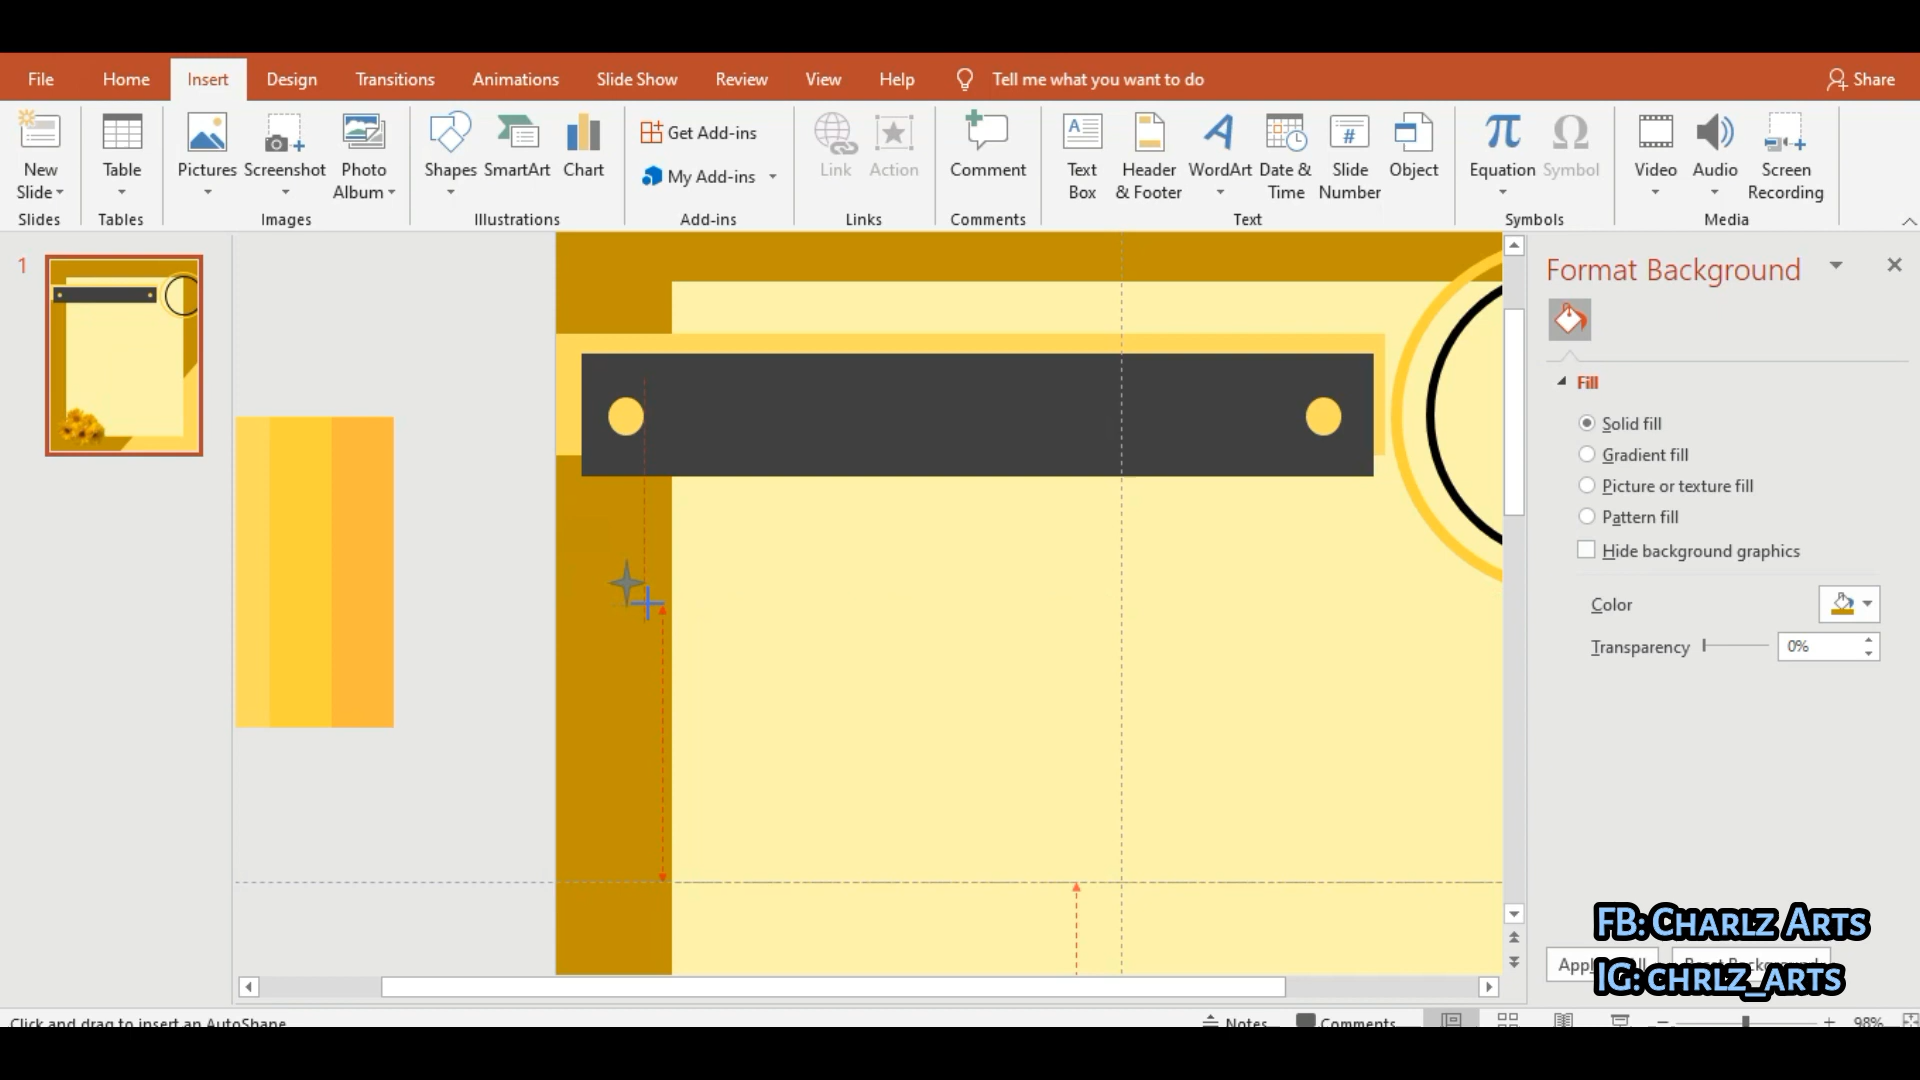 File Home Insert Design Transitions Animations Slide Show Review View Help Tell me what you want to do Share
New Slide Table Pictures Screenshot Photo Album Shapes SmartArt Chart Get Add-ins My Add-ins Link Action Comment Text Box Header & Footer WordArt Date & Time Slide Number Object Equation Symbol Video Audio Screen Recording
Slides Tables Images Illustrations Add-ins Links Comments Text Symbols Media
1
Format Background
Fill
Solid fill
Gradient fill
Picture or texture fill
Pattern fill
Hide background graphics
Color
Transparency 0%
FB: Charlz Arts
IG: chrlz_arts
Click and drag to insert an AutoShape Notes Comments 98%